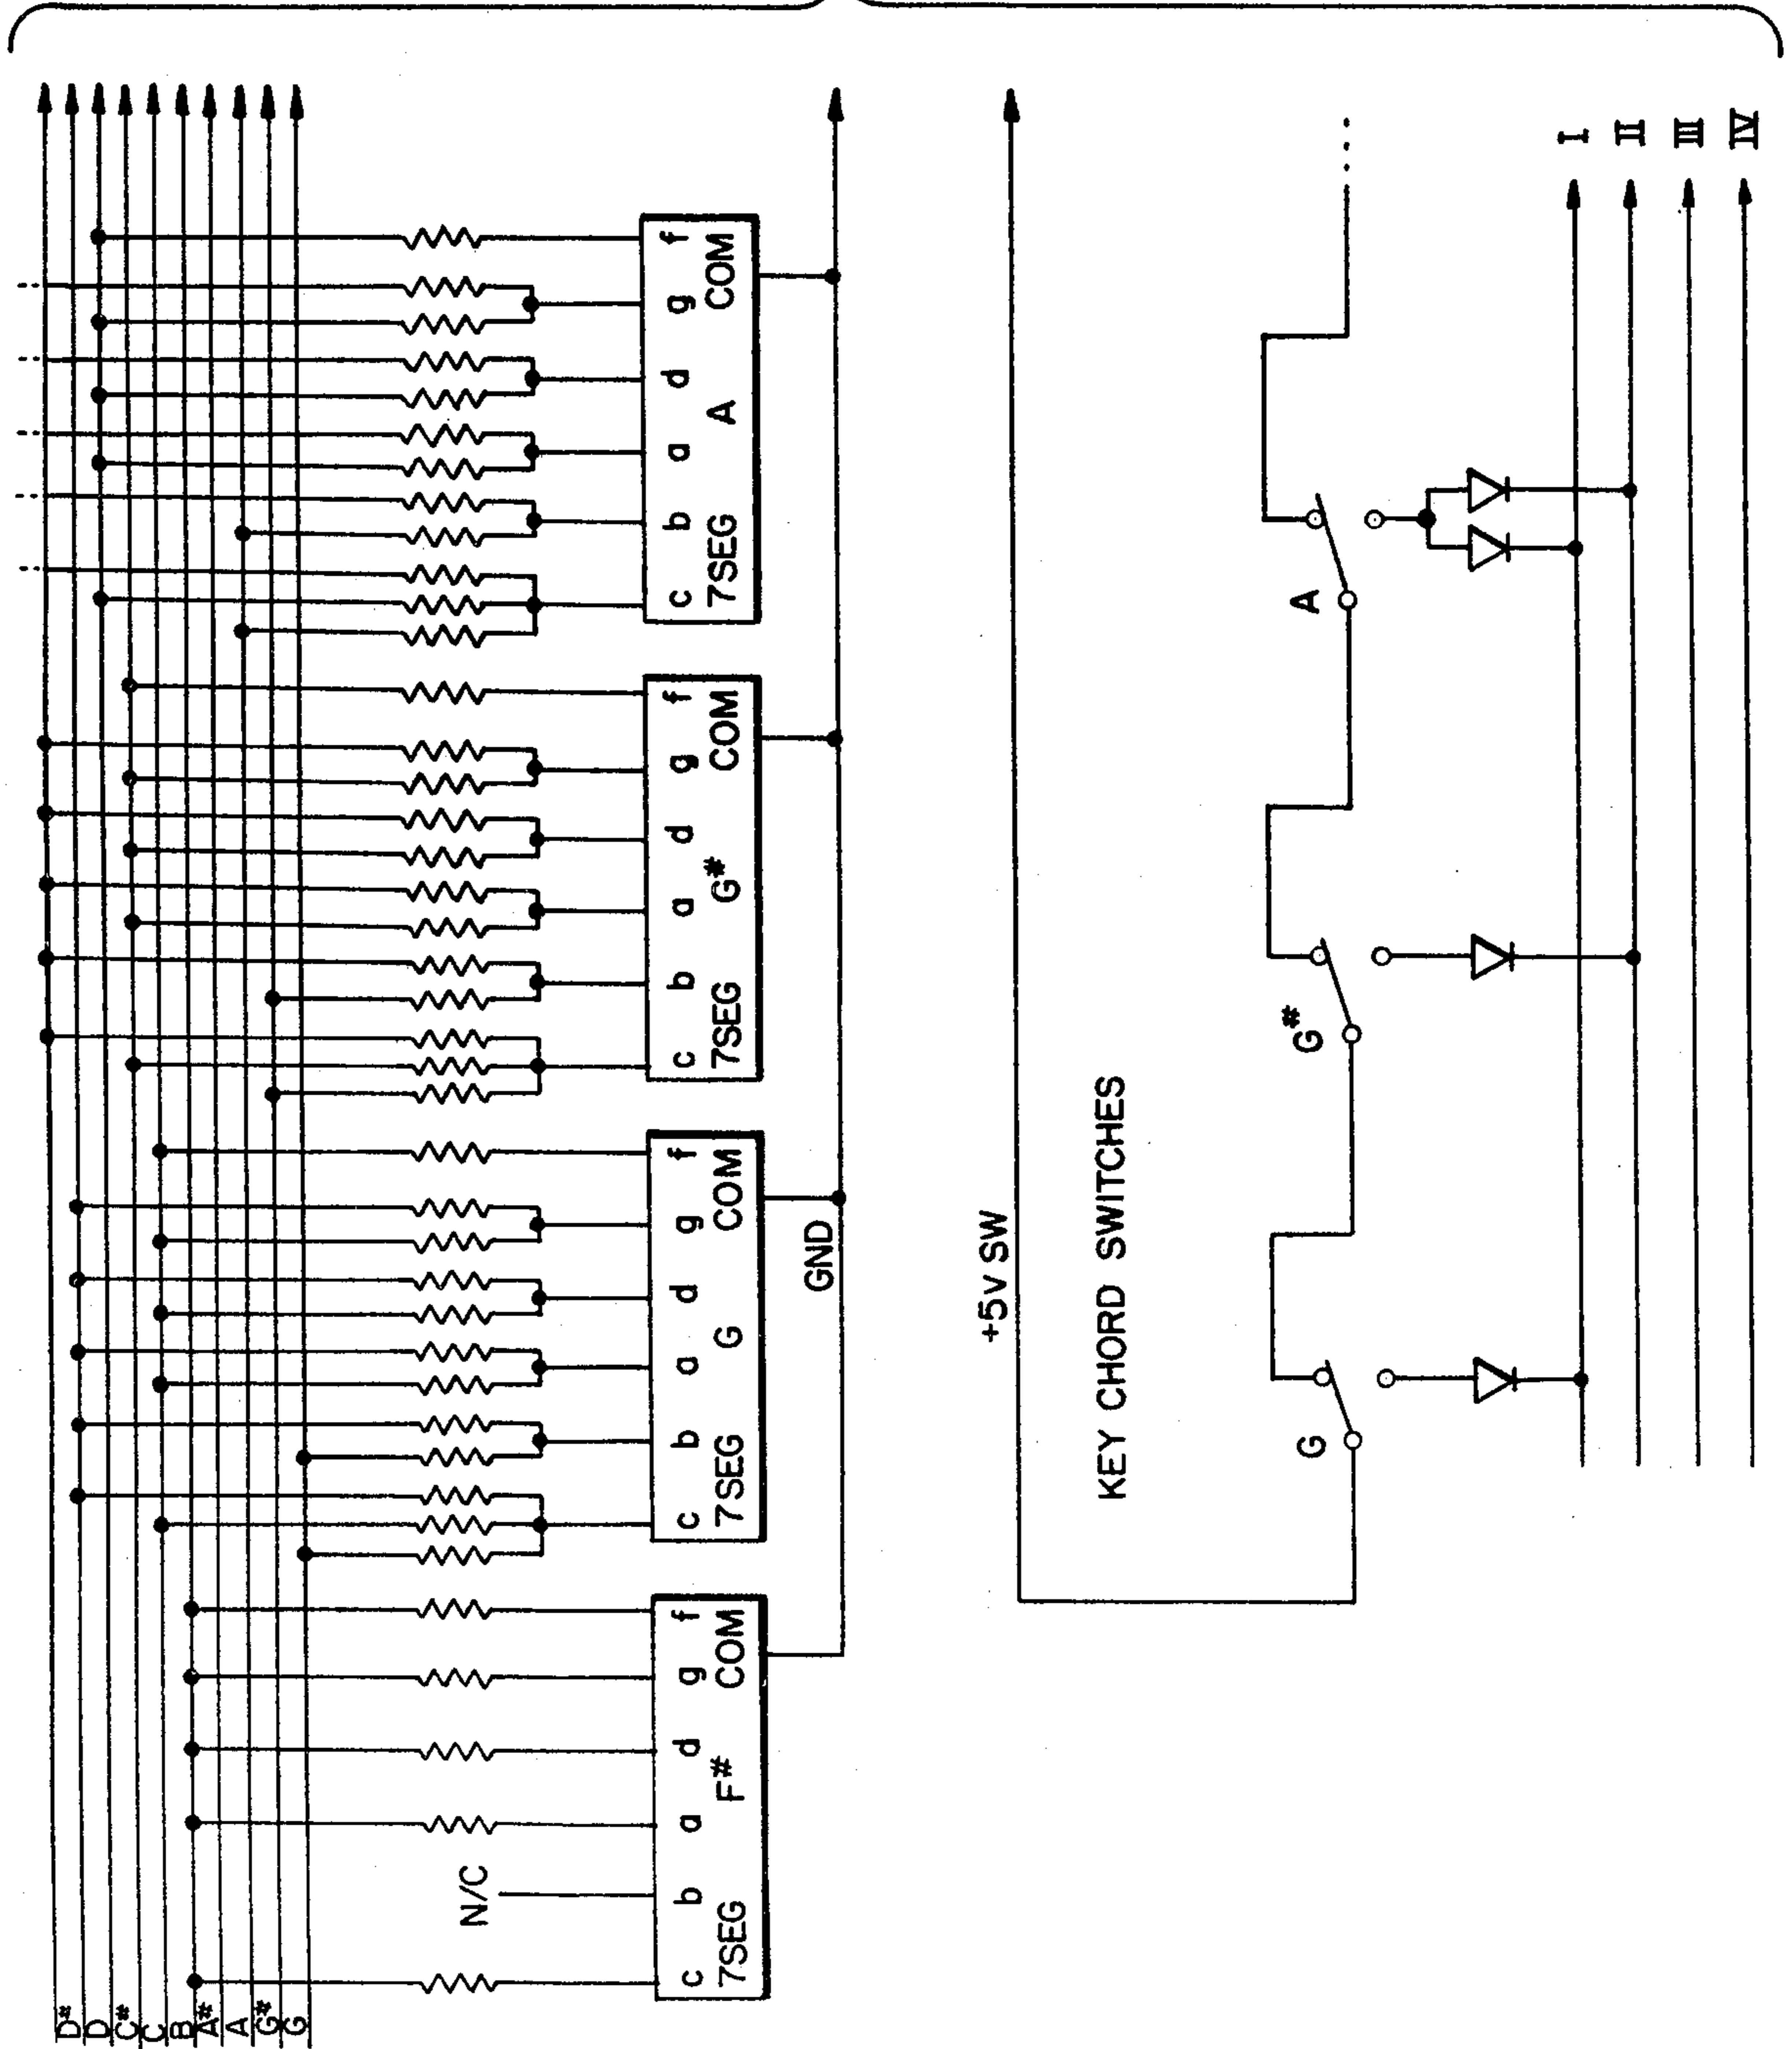 D#
D
C#
C
B
A#
A
G#
G
N/C
c b a d g f
7SEG F# COM
c b a d g f
7SEG G COM
c b a d g f
7SEG G# COM
c b a d g f
7SEG A COM
GND
+5V SW
KEY CHORD SWITCHES
G
G#
A
I
II
III
IV